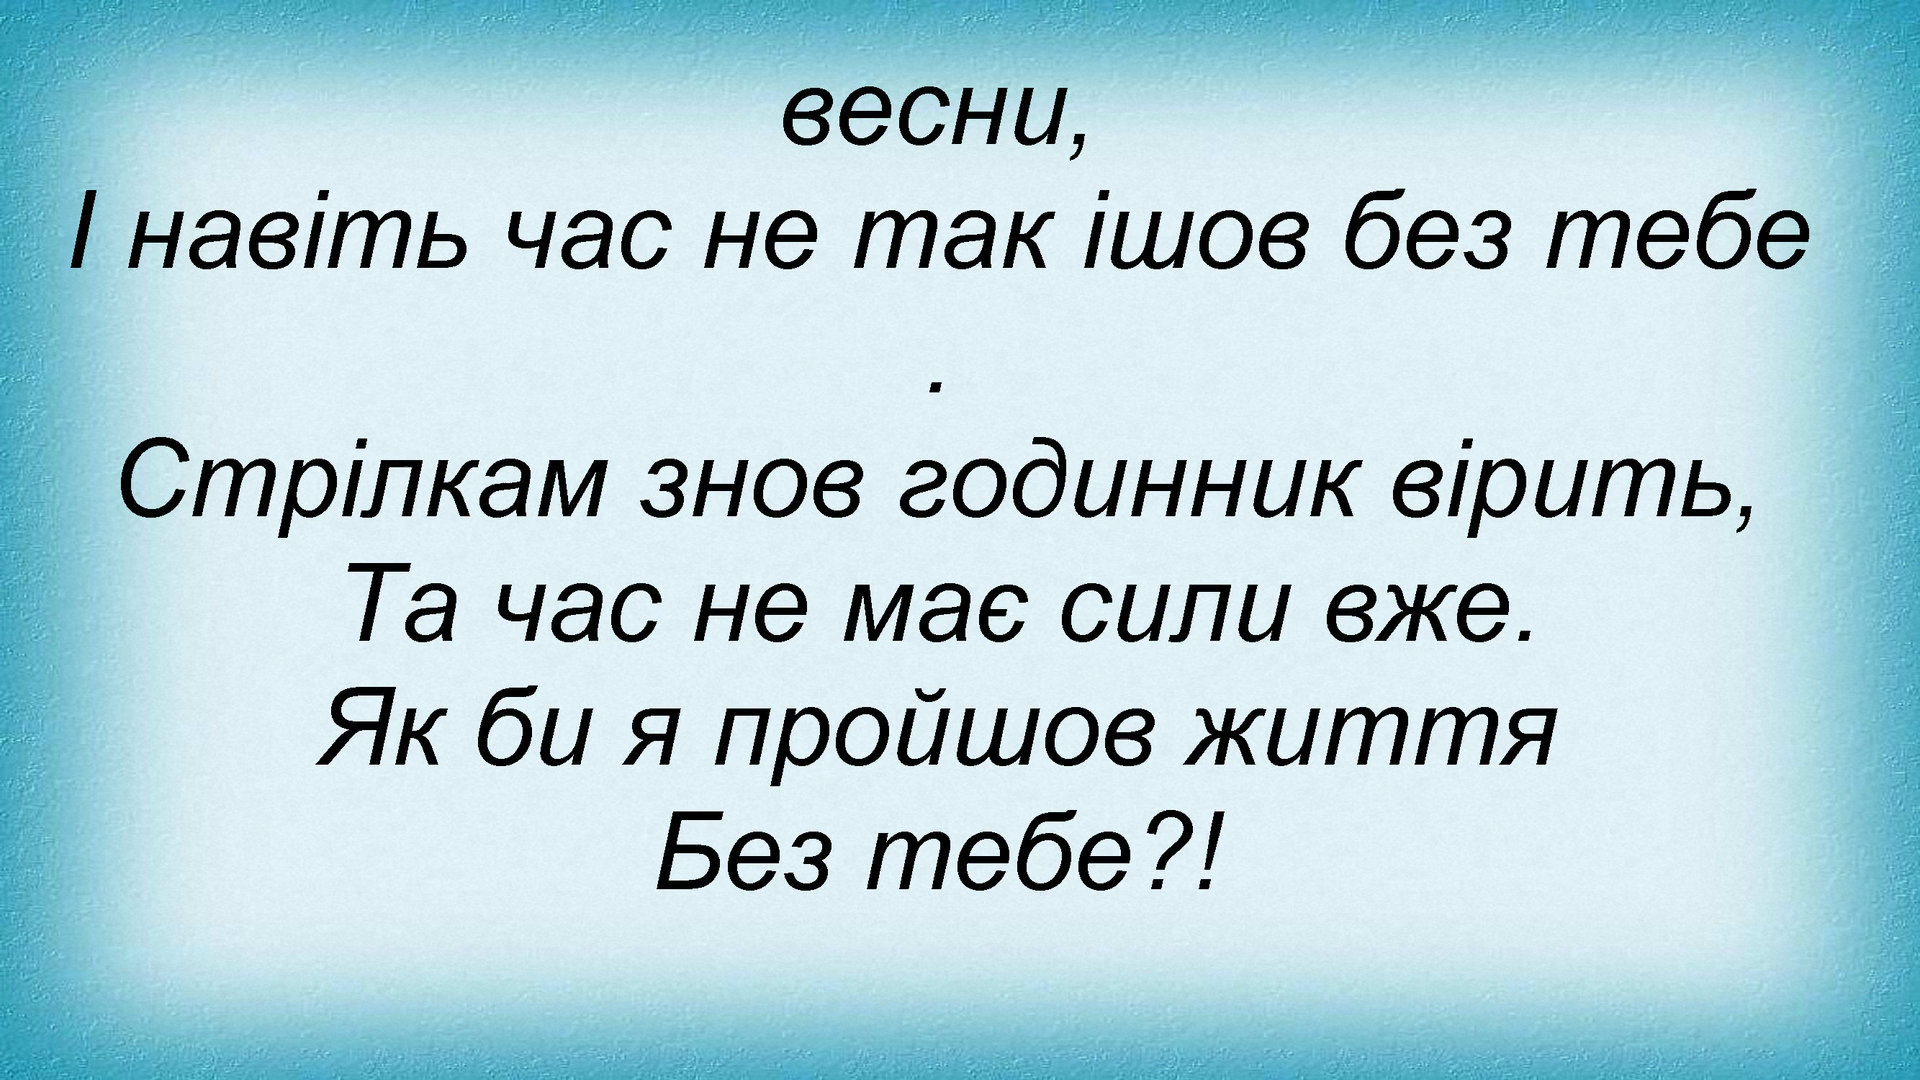 весни,
І навіть час не так ішов без тебе
.
Стрілкам знов годинник вірить,
Та час не має сили вже.
Як би я пройшов життя
Без тебе?!